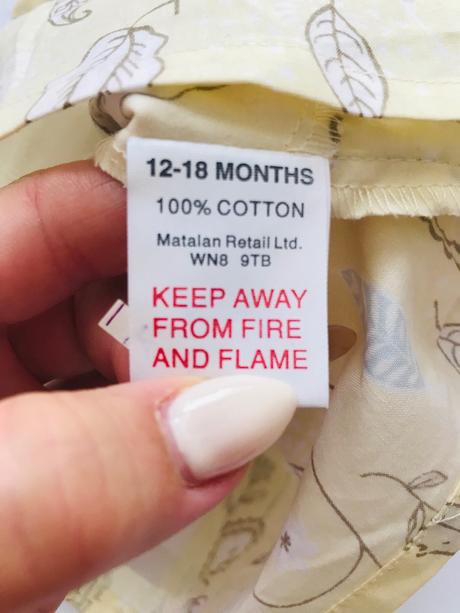 12-18 MONTHS
100% COTTON
Matalan Retail Ltd.
WN8 9TB
KEEP AWAY
FROM FIRE
AND FLAME